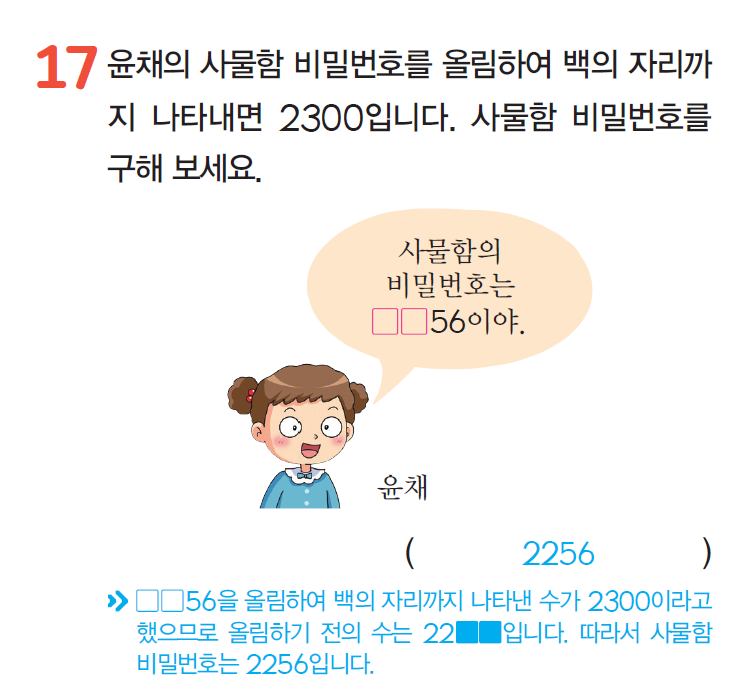 17 윤채의 사물함 비밀번호를 올림하여 백의 자리까
지 나타내면 2300입니다. 사물함 비밀번호를
구해 보세요.
사물함의
비밀번호는
□□56이야.
윤채
( 2256 )
» □□56을 올림하여 백의 자리까지 나타낸 수가 2300이라고
했으므로 올림하기 전의 수는 22■■입니다. 따라서 사물함
비밀번호는 2256입니다.